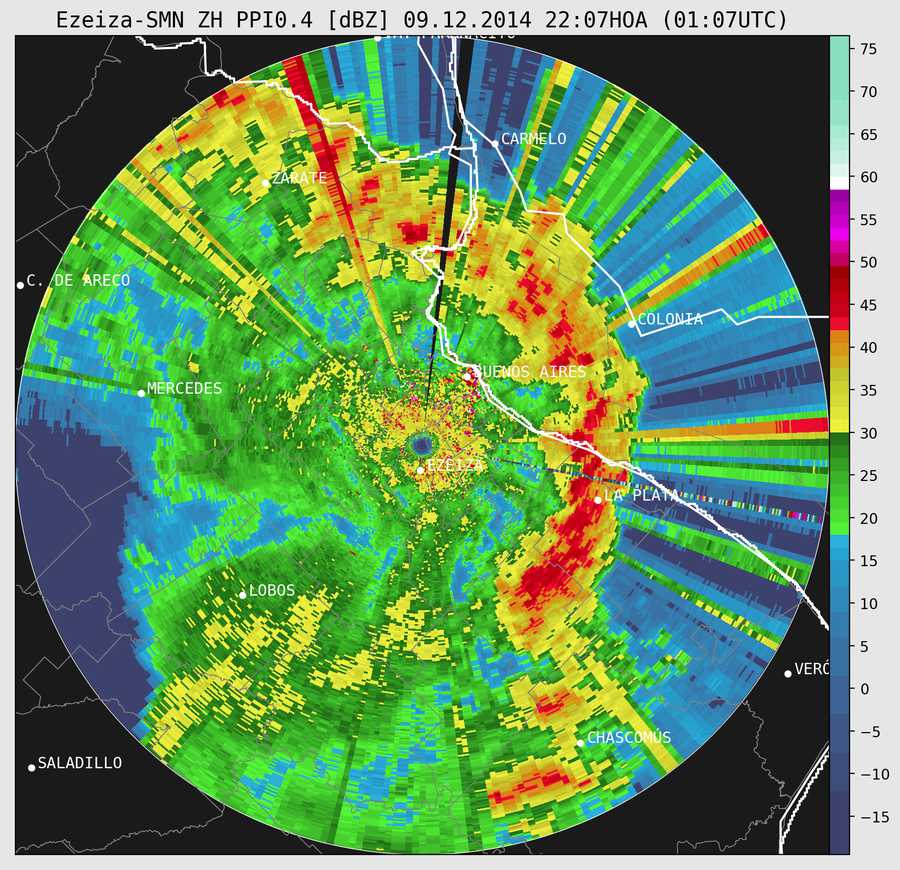 Ezeiza-SMN ZH PPI0.4 [dBZ] 09.12.2014 22:07HOA (01:07UTC)
CARMELO
ZARATE
C. DE ARECO
COLONIA
BUENOS AIRES
MERCEDES
EZEIZA
LA PLATA
LOBOS
VERÓ
CHASCOMÚS
SALADILLO
75
70
65
60
55
50
45
40
35
30
25
20
15
10
5
0
−5
−10
−15